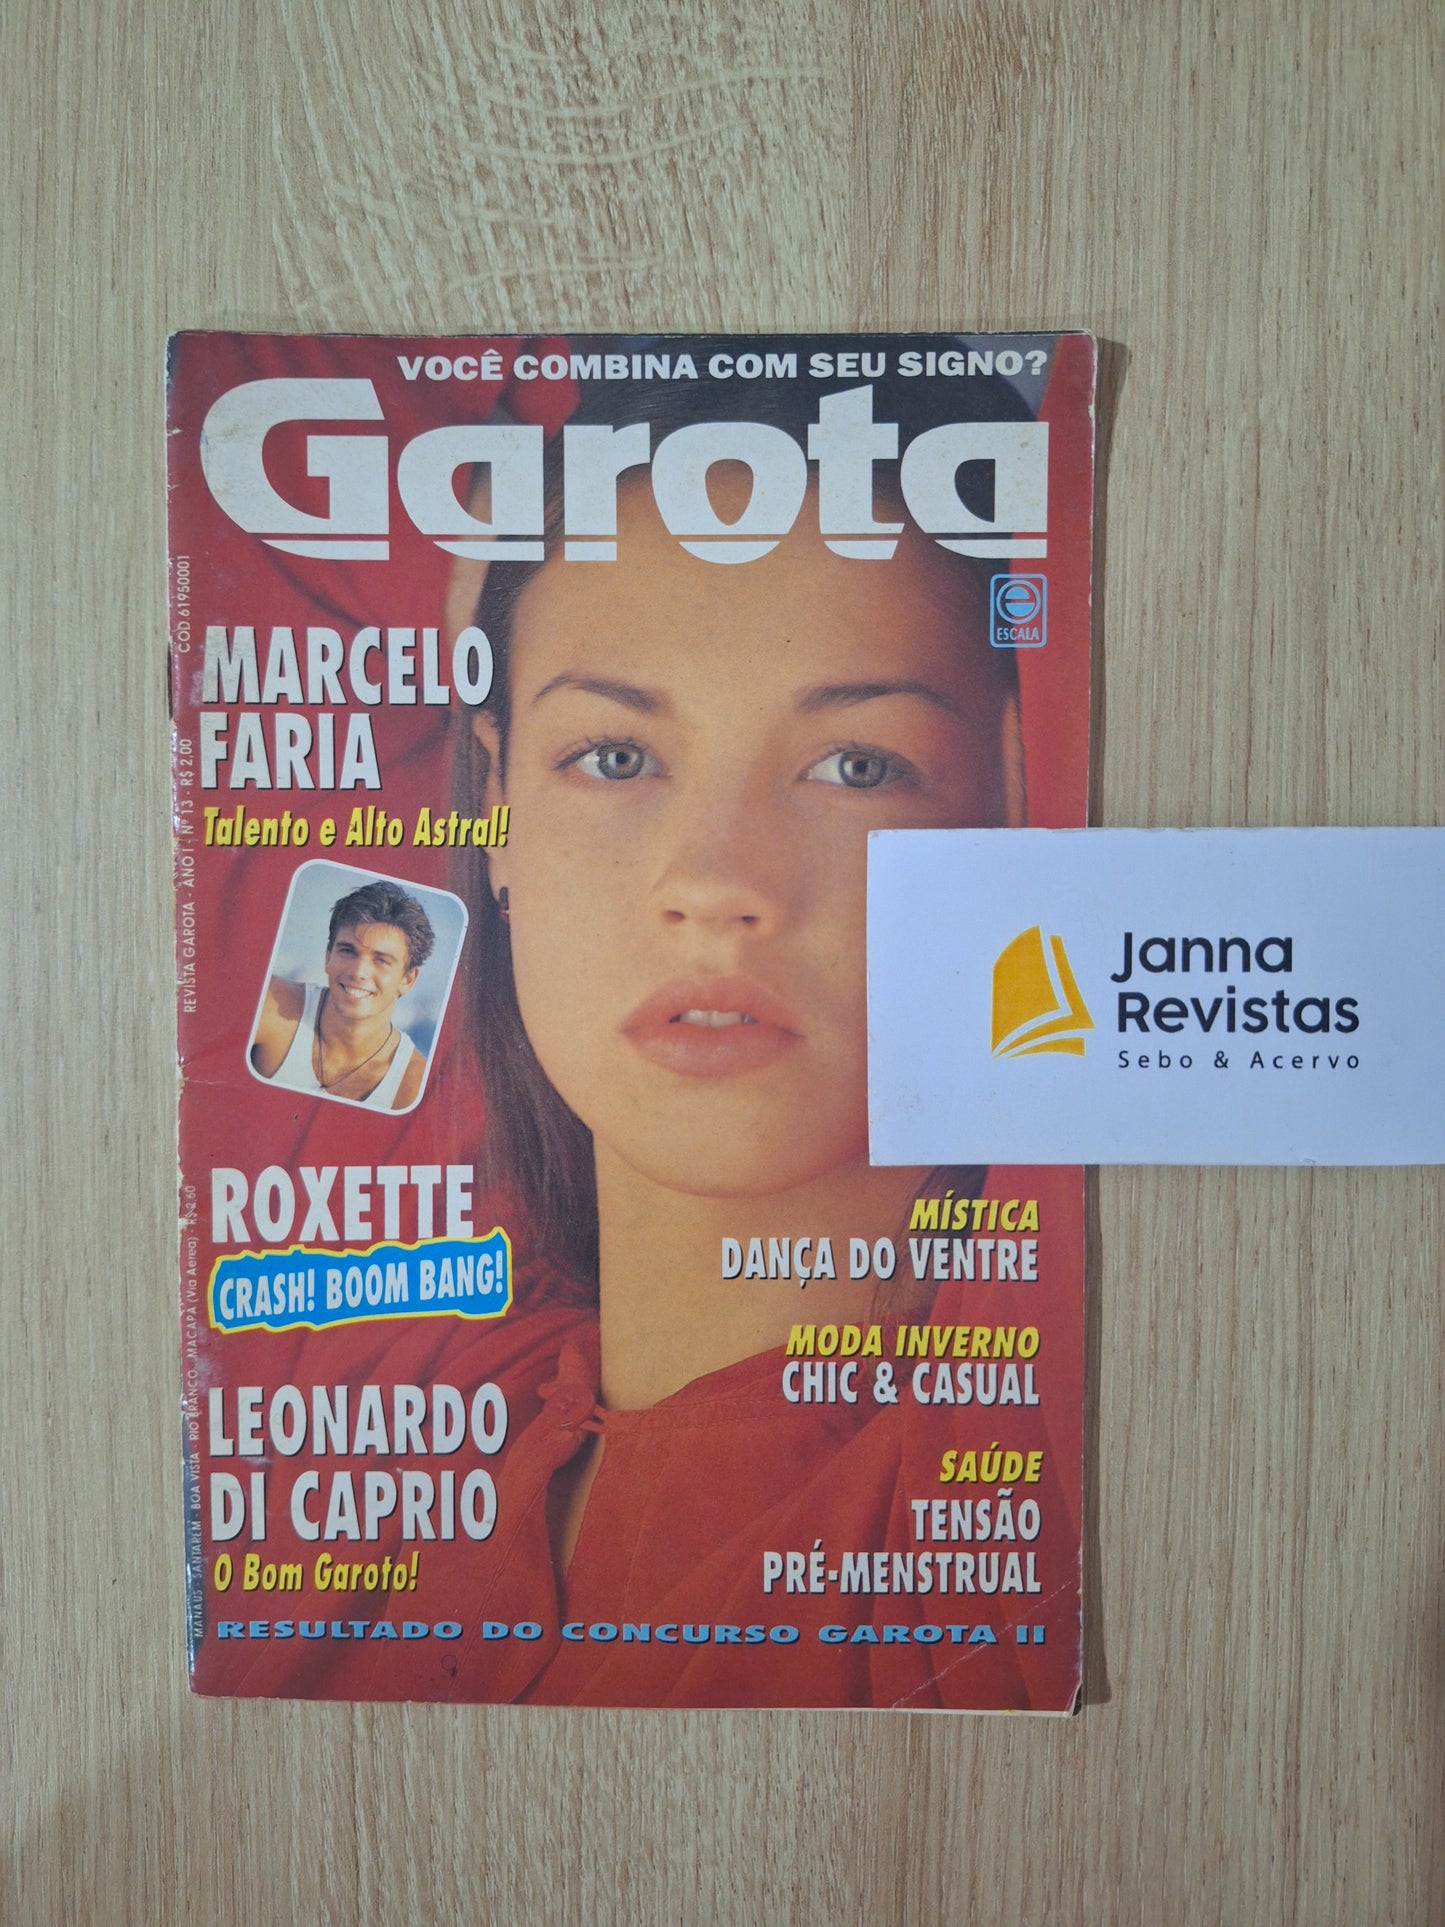 VOCÊ COMBINA COM SEU SIGNO?
Garota
ESCALA
COD.61950001
REVISTA GAROTA - ANO I - Nº 13 - R$ 2,00
MANAUS - SANTARÉM - BOA VISTA - RIO BRANCO - MACAPÁ (Via Aerea) - R$ 2,60
MARCELO
FARIA
Talento e Alto Astral!
ROXETTE
CRASH! BOOM BANG!
LEONARDO
DI CAPRIO
O Bom Garoto!
MÍSTICA
DANÇA DO VENTRE
MODA INVERNO
CHIC & CASUAL
SAÚDE
TENSÃO
PRÉ-MENSTRUAL
RESULTADO DO CONCURSO GAROTA II
Janna
Revistas
Sebo & Acervo